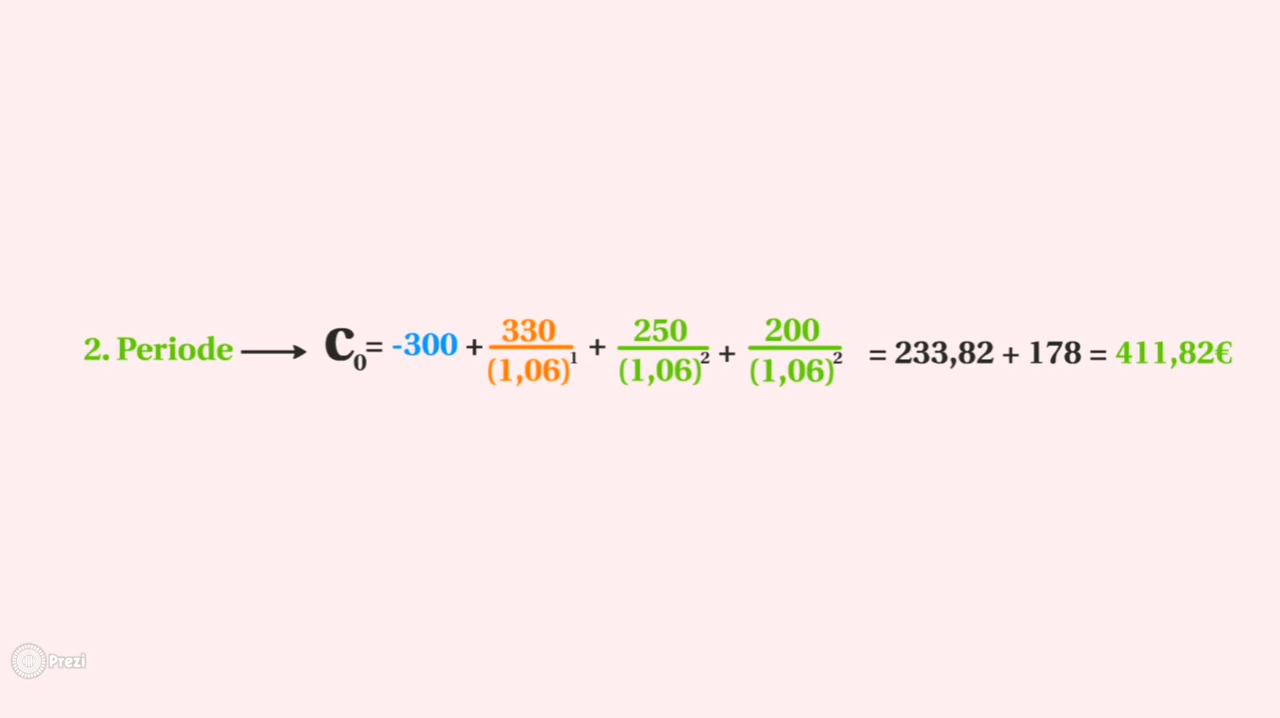 2. Periode → C₀= -300 + 330/(1,06)¹ + 250/(1,06)² + 200/(1,06)² = 233,82 + 178 = 411,82€
Prezi